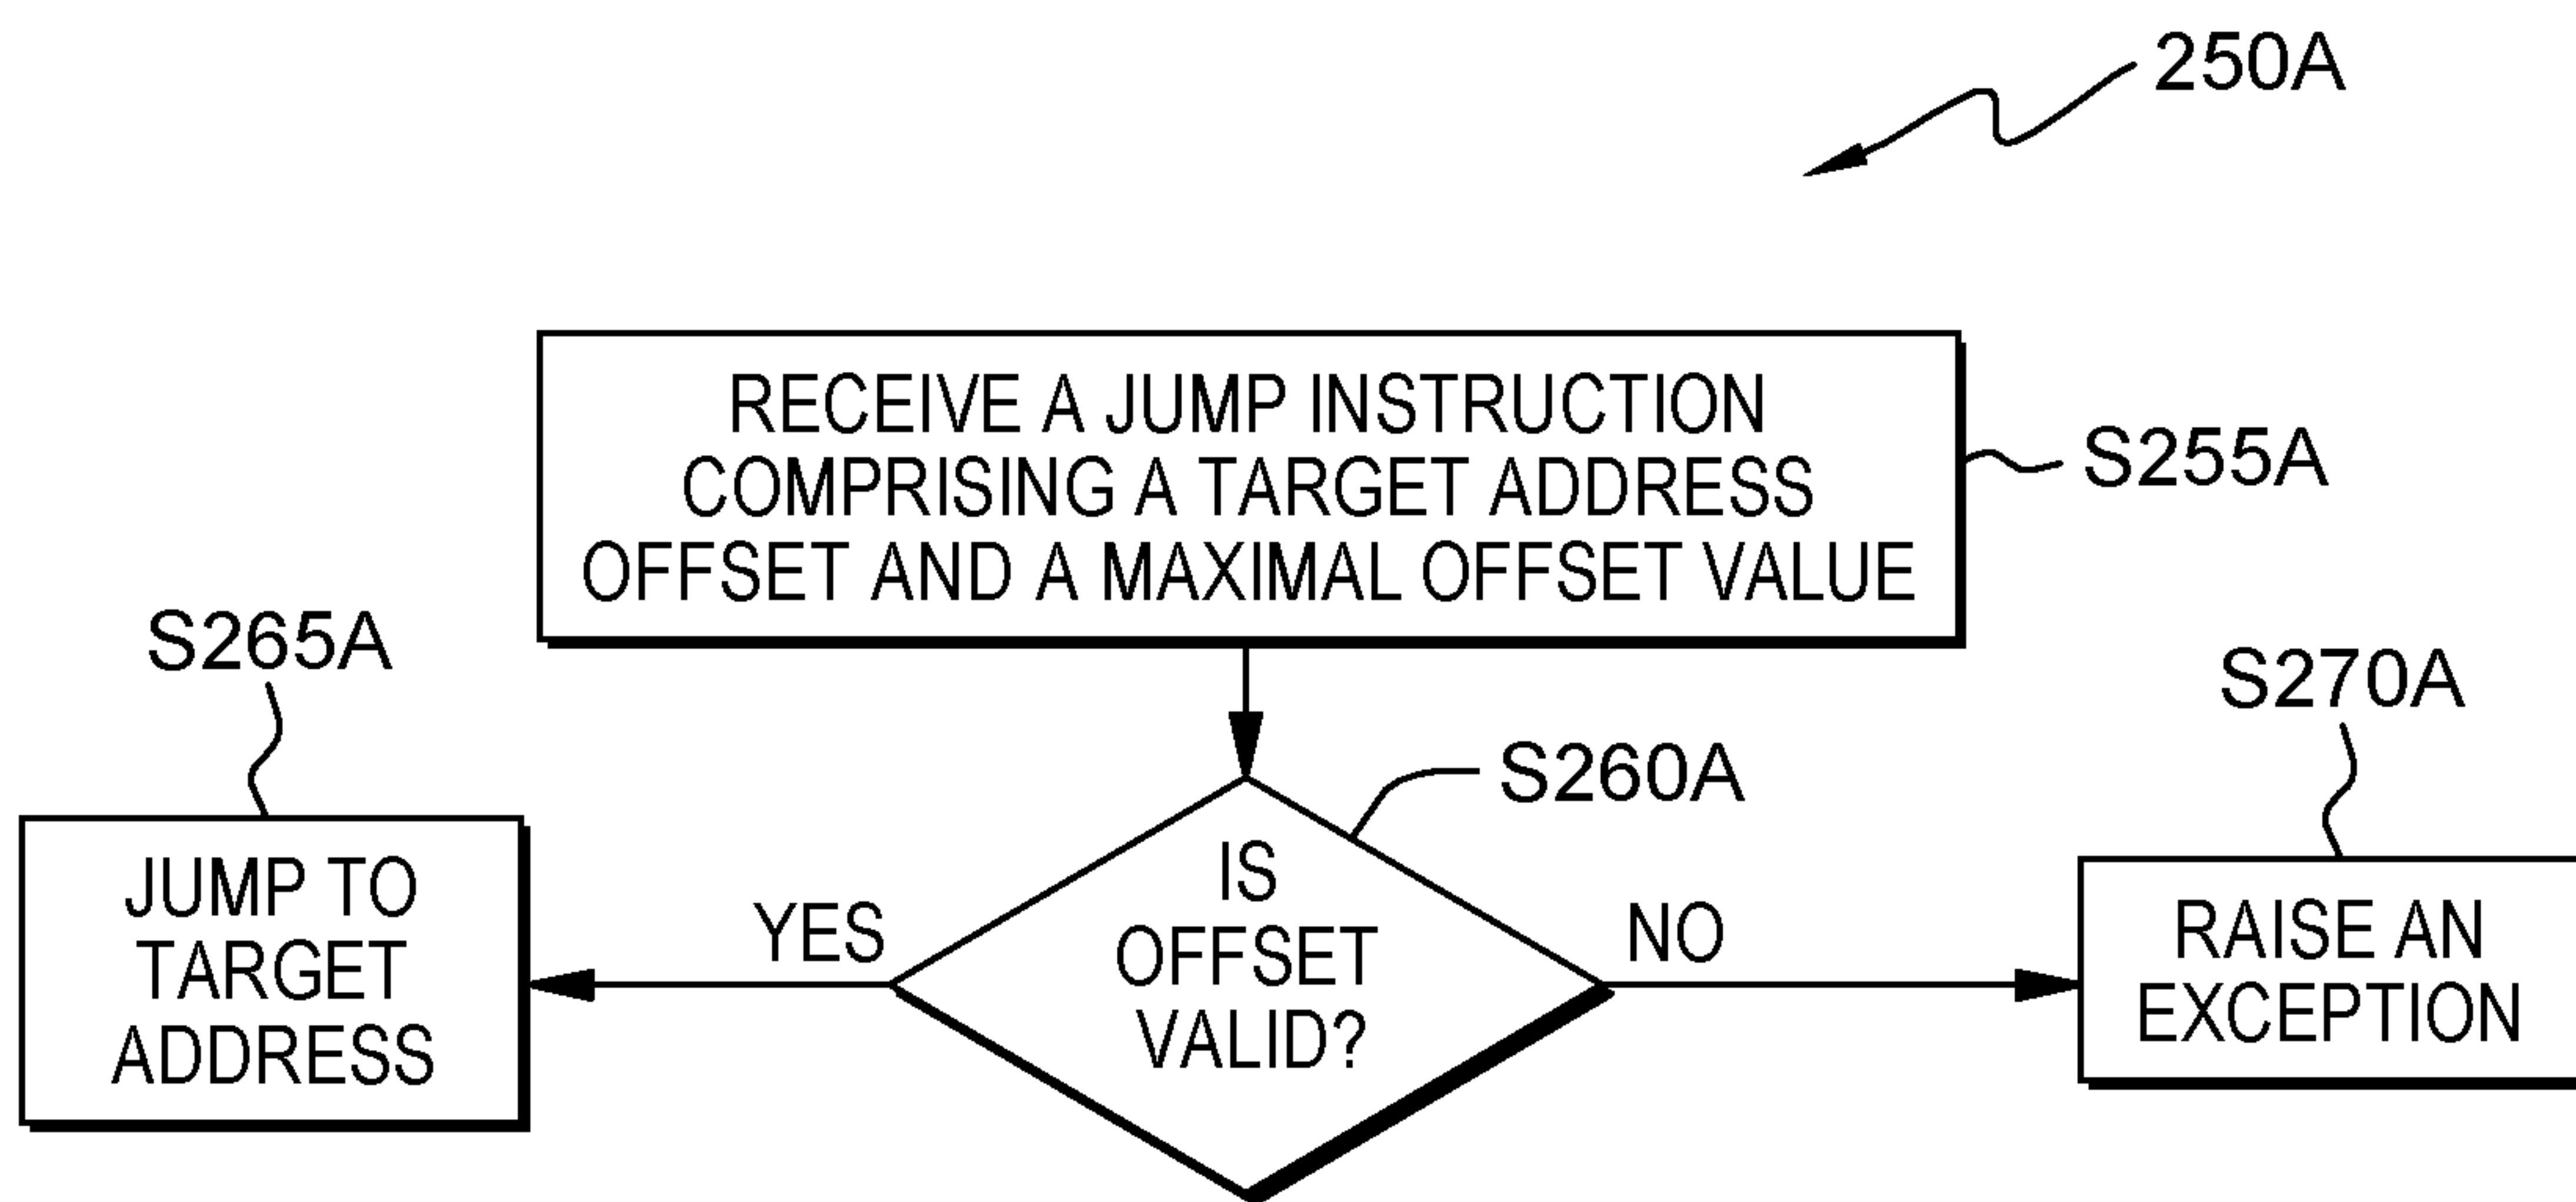 250A
RECEIVE A JUMP INSTRUCTION
COMPRISING A TARGET ADDRESS
OFFSET AND A MAXIMAL OFFSET VALUE
S255A
S265A
S270A
S260A
JUMP TO
TARGET
ADDRESS
YES
IS
OFFSET
VALID?
NO
RAISE AN
EXCEPTION